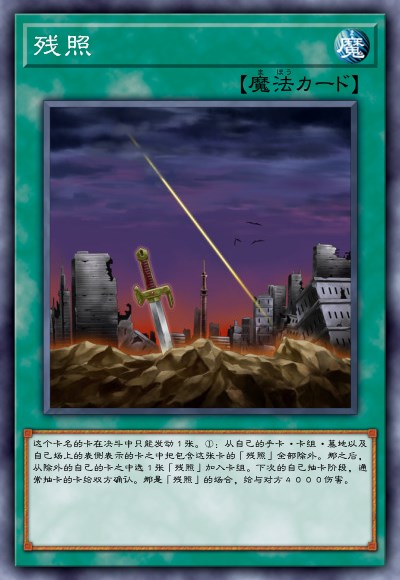 残照
魔
【魔法カード】
ま ほう
这个卡名的卡在决斗中只能发动1张。①：从自己的手卡・卡组・墓地以及
自己场上的表侧表示的卡之中把包含这张卡的「残照」全部除外。那之后，
从除外的自己的卡之中选1张「残照」加入卡组。下次的自己抽卡阶段，通
常抽卡的卡给双方确认。那是「残照」的场合，给与对方4000伤害。